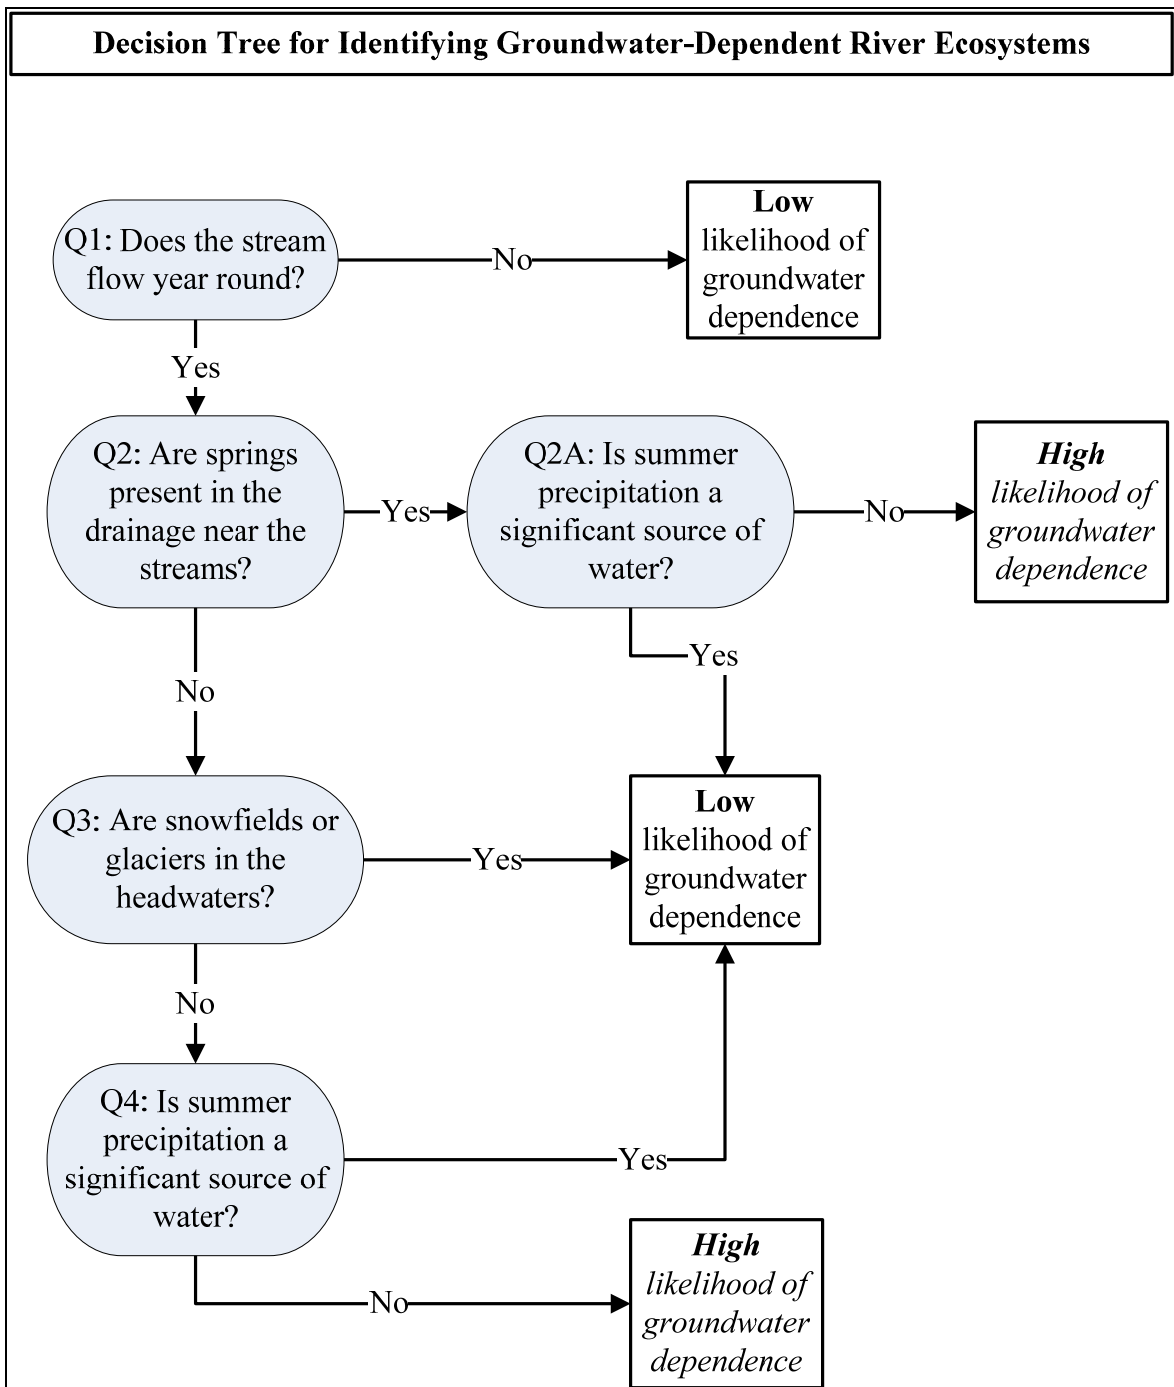 Decision Tree for Identifying Groundwater-Dependent River Ecosystems
Q1: Does the stream
flow year round?
No
Low
likelihood of
groundwater
dependence
Yes
Q2: Are springs
present in the
drainage near the
streams?
Yes
Q2A: Is summer
precipitation a
significant source of
water?
No
High
likelihood of
groundwater
dependence
Yes
No
Q3: Are snowfields or
glaciers in the
headwaters?
Yes
Low
likelihood of
groundwater
dependence
No
Q4: Is summer
precipitation a
significant source of
water?
Yes
No
High
likelihood of
groundwater
dependence